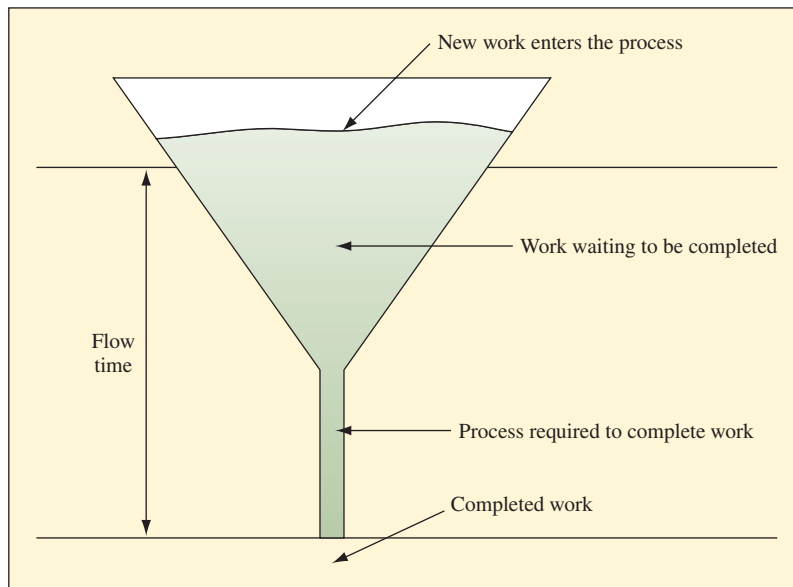 New work enters the process
Work waiting to be completed
Flow
time
Process required to complete work
Completed work